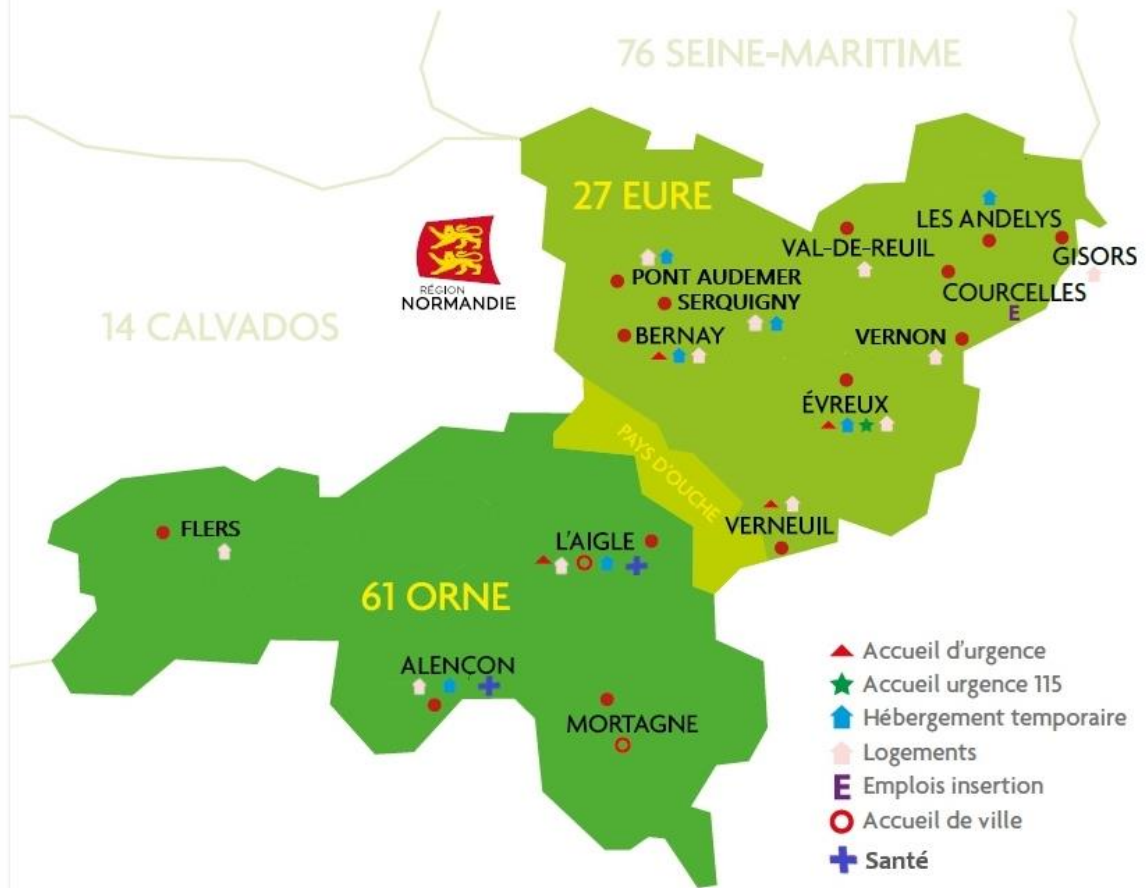 76 SEINE-MARITIME
27 EURE
LES ANDELYS
VAL-DE-REUIL
GISORS
PONT AUDEMER
COURCELLES
SERQUIGNY
E
RÉGION
NORMANDIE
14 CALVADOS
BERNAY
VERNON
ÉVREUX
PAYS D'OUCHE
VERNEUIL
FLERS
L'AIGLE
61 ORNE
ALENÇON
MORTAGNE
Accueil d'urgence
Accueil urgence 115
Hébergement temporaire
Logements
E Emplois insertion
Accueil de ville
Santé